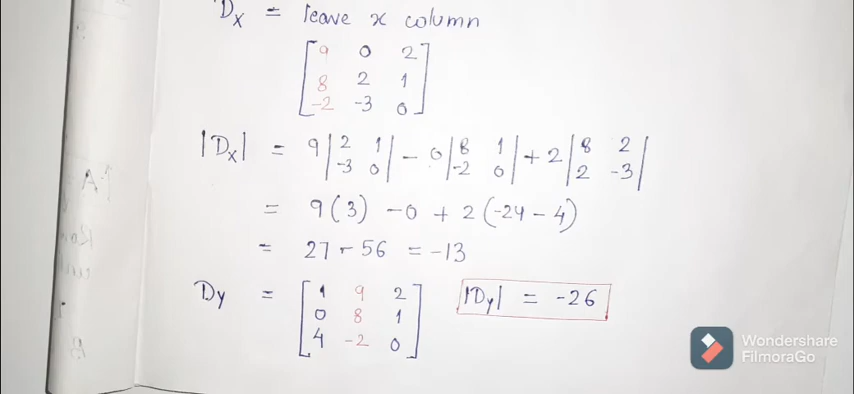 Dx = leave x column
[9 0 2
8 2 1
-2 -3 0]
|Dx| = 9|2 1 -3 0| - 0|8 1 -2 0| + 2|8 2 2 -3|
= 9(3) - 0 + 2(-24 - 4)
= 27 - 56 = -13
Dy = [1 9 2
0 8 1
4 -2 0]
|Dy| = -26
Wondershare
FilmoraGo